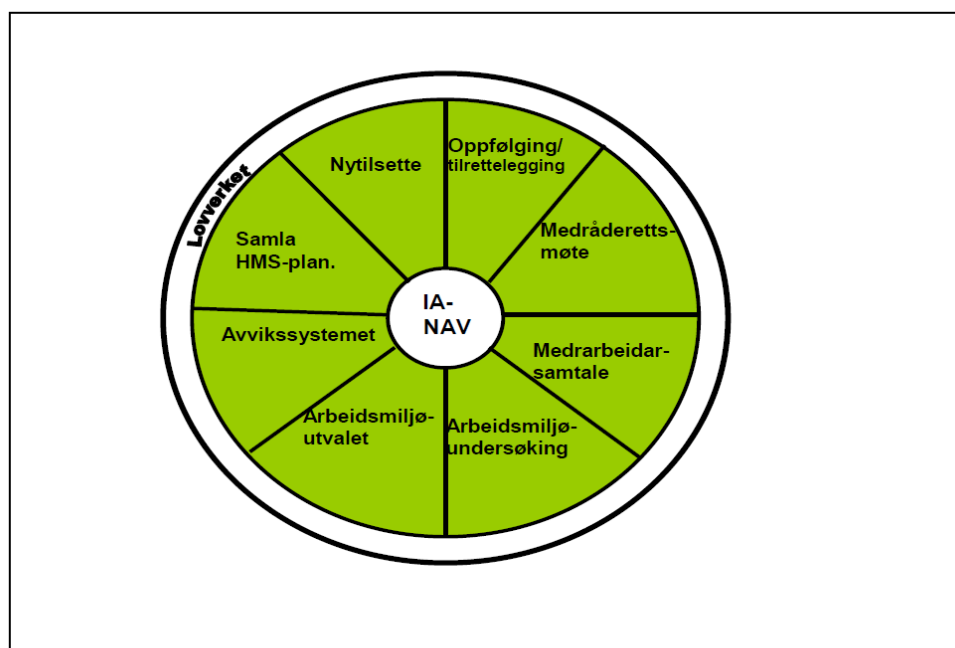 Lovverket
Nytilsette
Oppfølging/
tilrettelegging
Medråderetts-
møte
Medrarbeidar-
samtale
Arbeidsmiljø-
undersøking
Arbeidsmiljø-
utvalet
Avvikssystemet
Samla
HMS-plan.
IA-
NAV